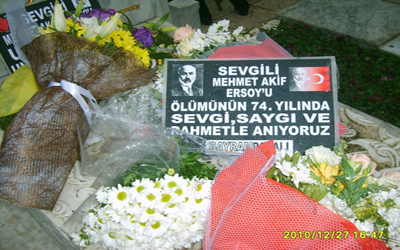 SEVGİLİ
MEHMET AKİF
ERSOY'U
ÖLÜMÜNÜN 74. YILINDA
SEVGİ, SAYGI VE
RAHMETLE ANIYORUZ
2010/12/27 16:47